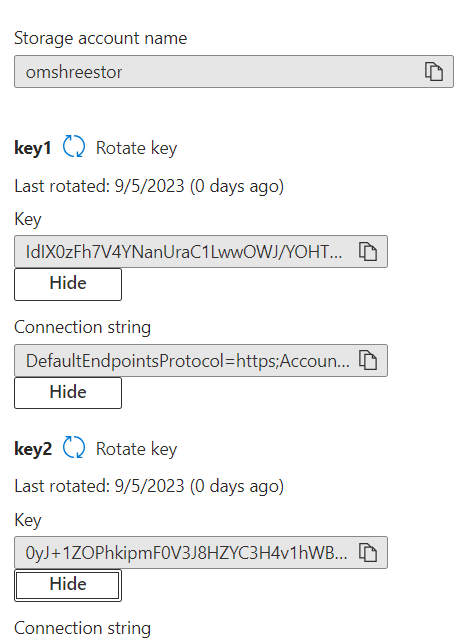 Storage account name
omshreestor
key1 Rotate key
Last rotated: 9/5/2023 (0 days ago)
Key
IdIX0zFh7V4YNanUraC1LwwOWJ/YOHT...
Hide
Connection string
DefaultEndpointsProtocol=https;Accoun...
Hide
key2 Rotate key
Last rotated: 9/5/2023 (0 days ago)
Key
0yJ+1ZOPhkipmF0V3J8HZYC3H4v1hWB...
Hide
Connection string